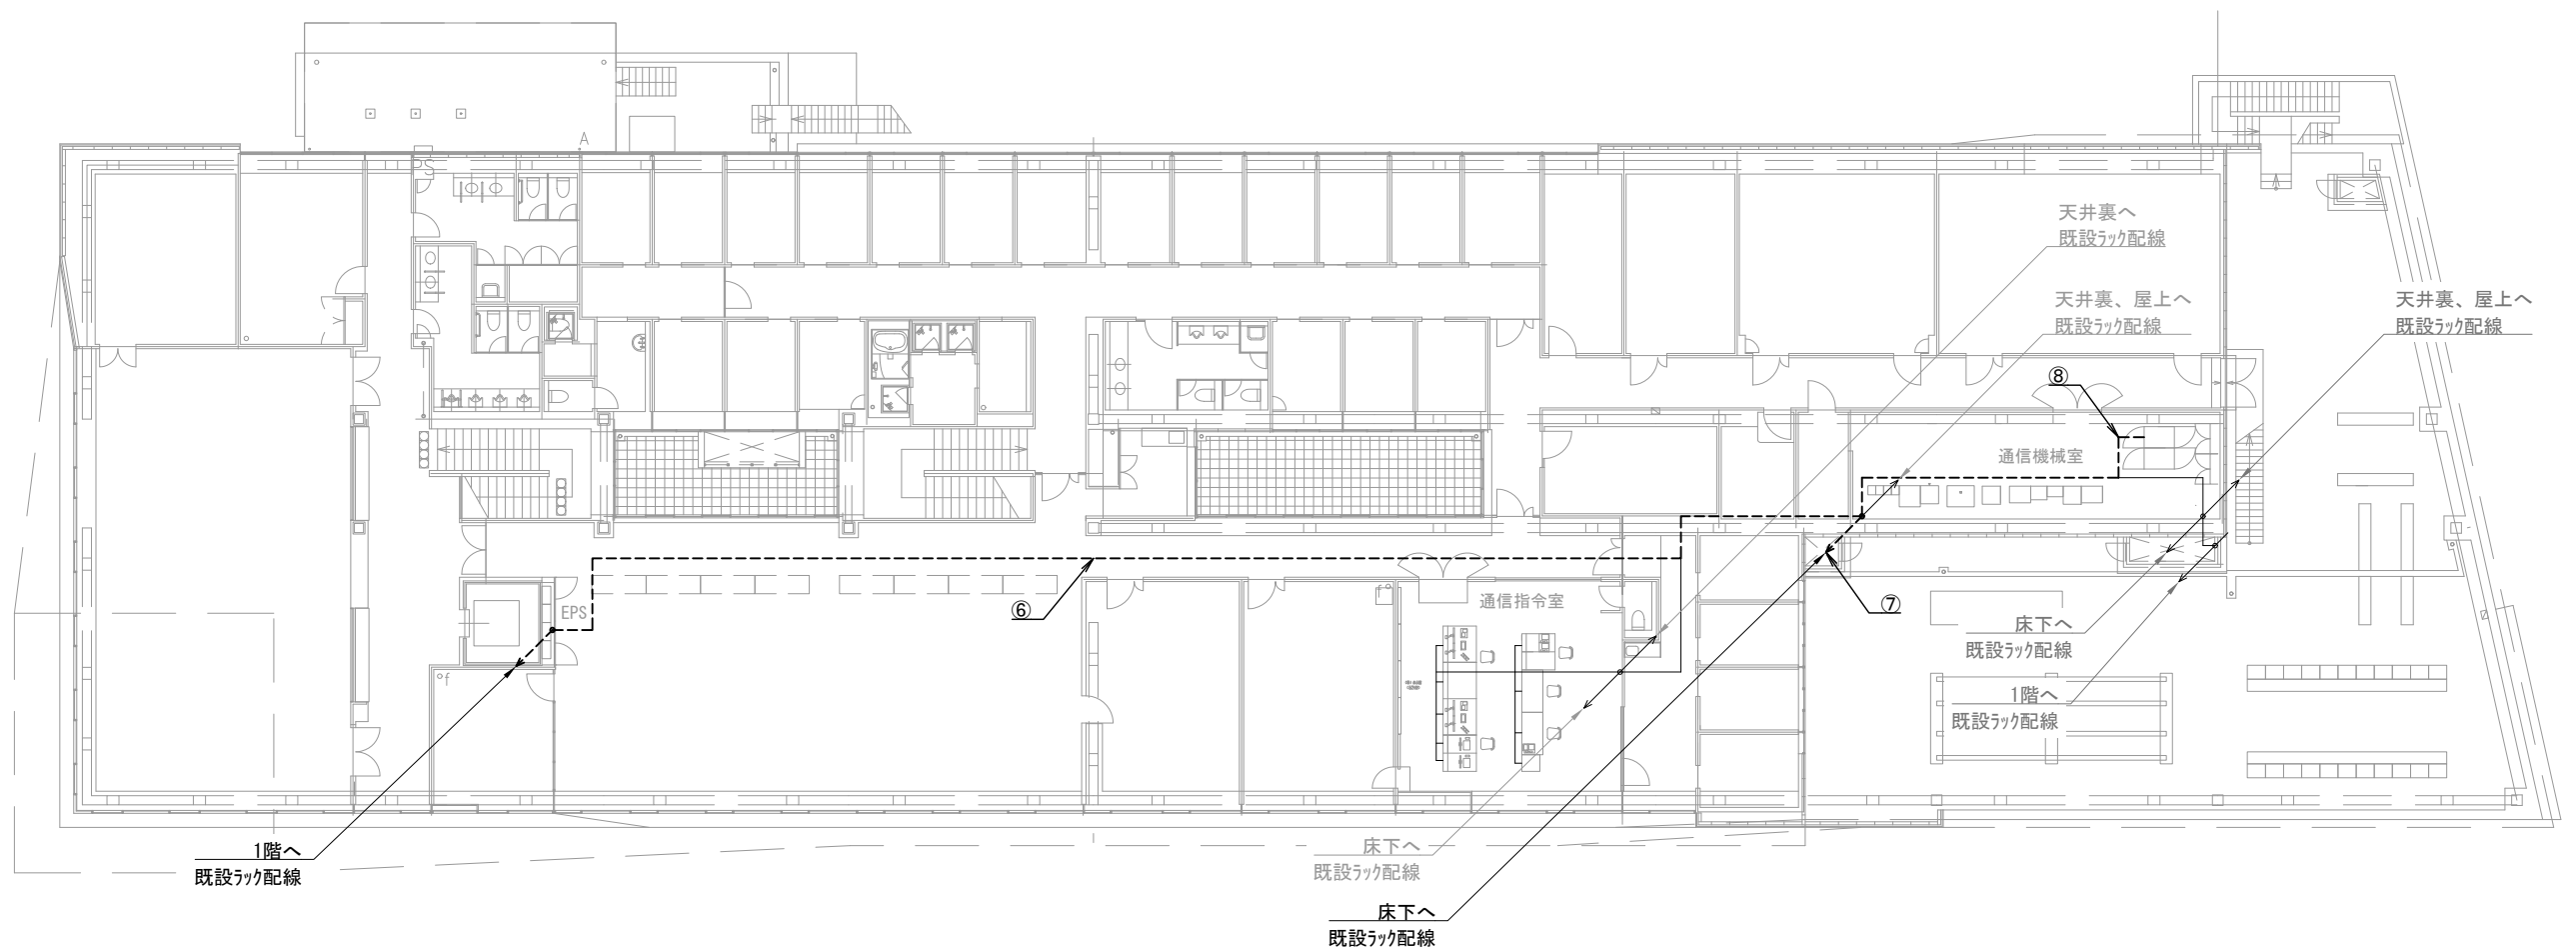 A
PS
天井裏へ
既設ﾗｯｸ配線
天井裏、屋上へ
既設ﾗｯｸ配線
天井裏、屋上へ
既設ﾗｯｸ配線
⑧
通信機械室
EPS
⑥
通信指令室
f
⑦
床下へ
既設ﾗｯｸ配線
f
1階へ
既設ﾗｯｸ配線
1階へ
既設ﾗｯｸ配線
床下へ
既設ﾗｯｸ配線
床下へ
既設ﾗｯｸ配線